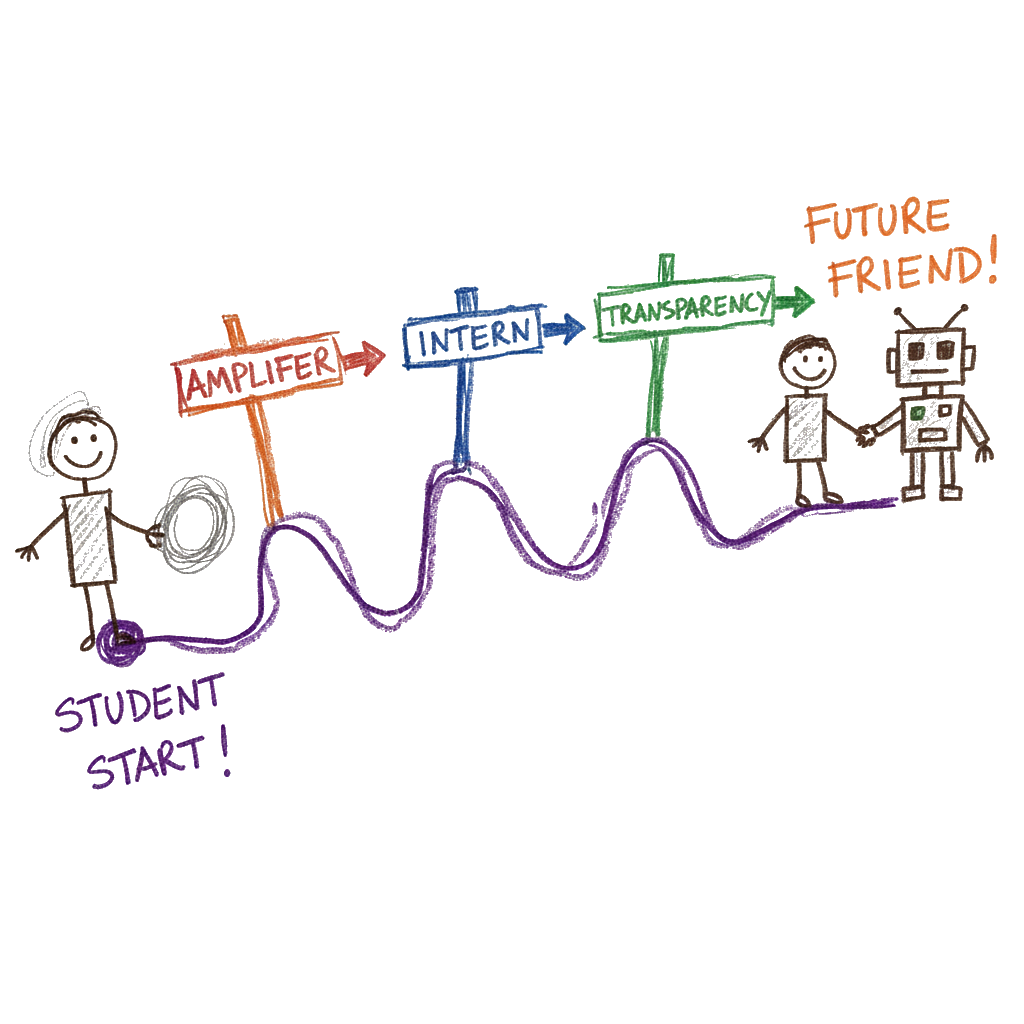 FUTURE
FRIEND!
TRANSPARENCY
INTERN
AMPLIFER
STUDENT
START!